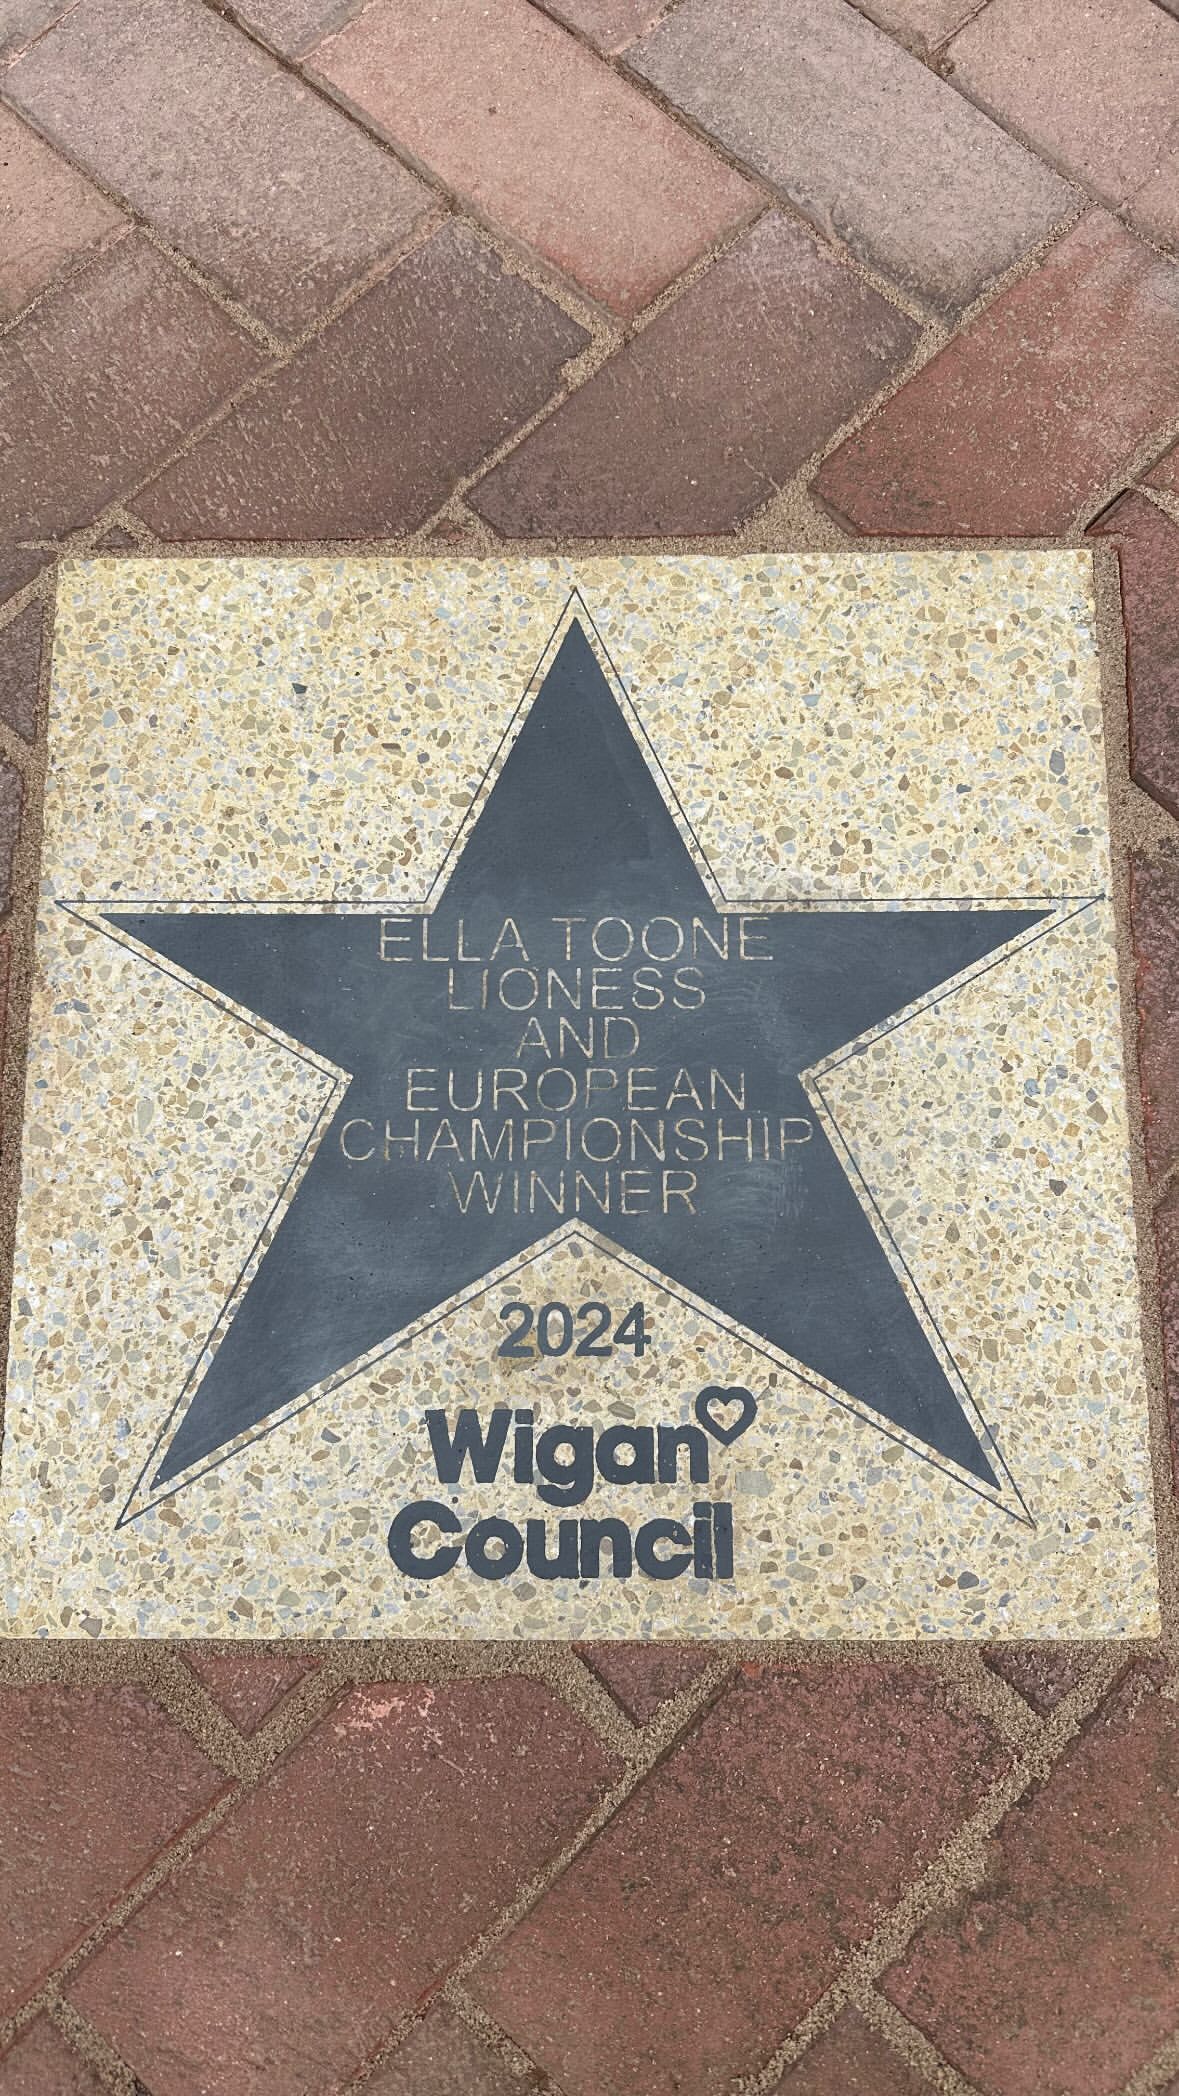 ELLA TOONE
LIONESS
AND
EUROPEAN
CHAMPIONSHIP
WINNER
2024
Wigan
Council